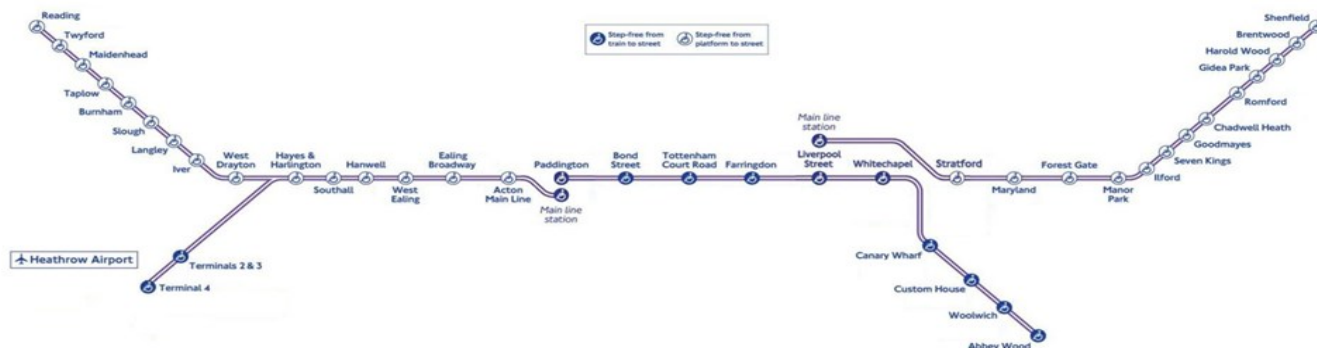 Reading
Twyford
Maidenhead
Taplow
Burnham
Slough
Langley
Iver
West
Drayton
Hayes &
Harlington
Southall
Hanwell
West
Ealing
Ealing
Broadway
Acton
Main Line
Paddington
Main line
station
Bond
Street
Tottenham
Court Road
Farringdon
Main line
station
Liverpool
Street
Whitechapel
Step-free from
train to street
Step-free from
platform to street
Stratford
Maryland
Forest Gate
Manor
Park
Ilford
Seven Kings
Goodmayes
Chadwell Heath
Romford
Gidea Park
Harold Wood
Brentwood
Shenfield
Heathrow Airport
Terminals 2 & 3
Terminal 4
Canary Wharf
Custom House
Woolwich
Abbey Wood